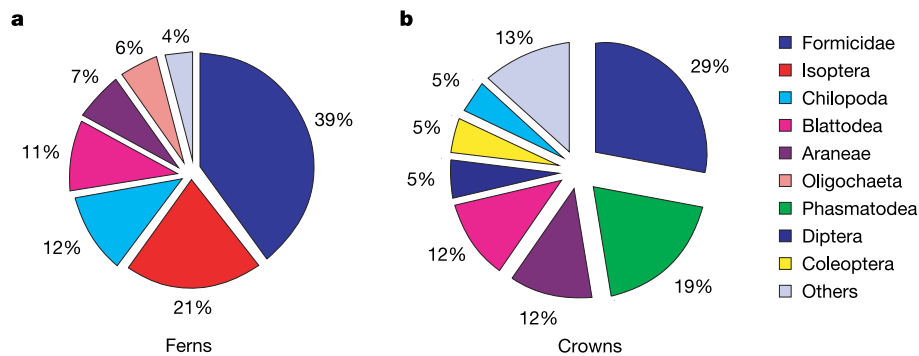 a
4%
6%
7%
11%
12%
21%
39%
Ferns
b
13%
5%
5%
5%
12%
12%
19%
29%
Crowns
Formicidae
Isoptera
Chilopoda
Blattodea
Araneae
Oligochaeta
Phasmatodea
Diptera
Coleoptera
Others